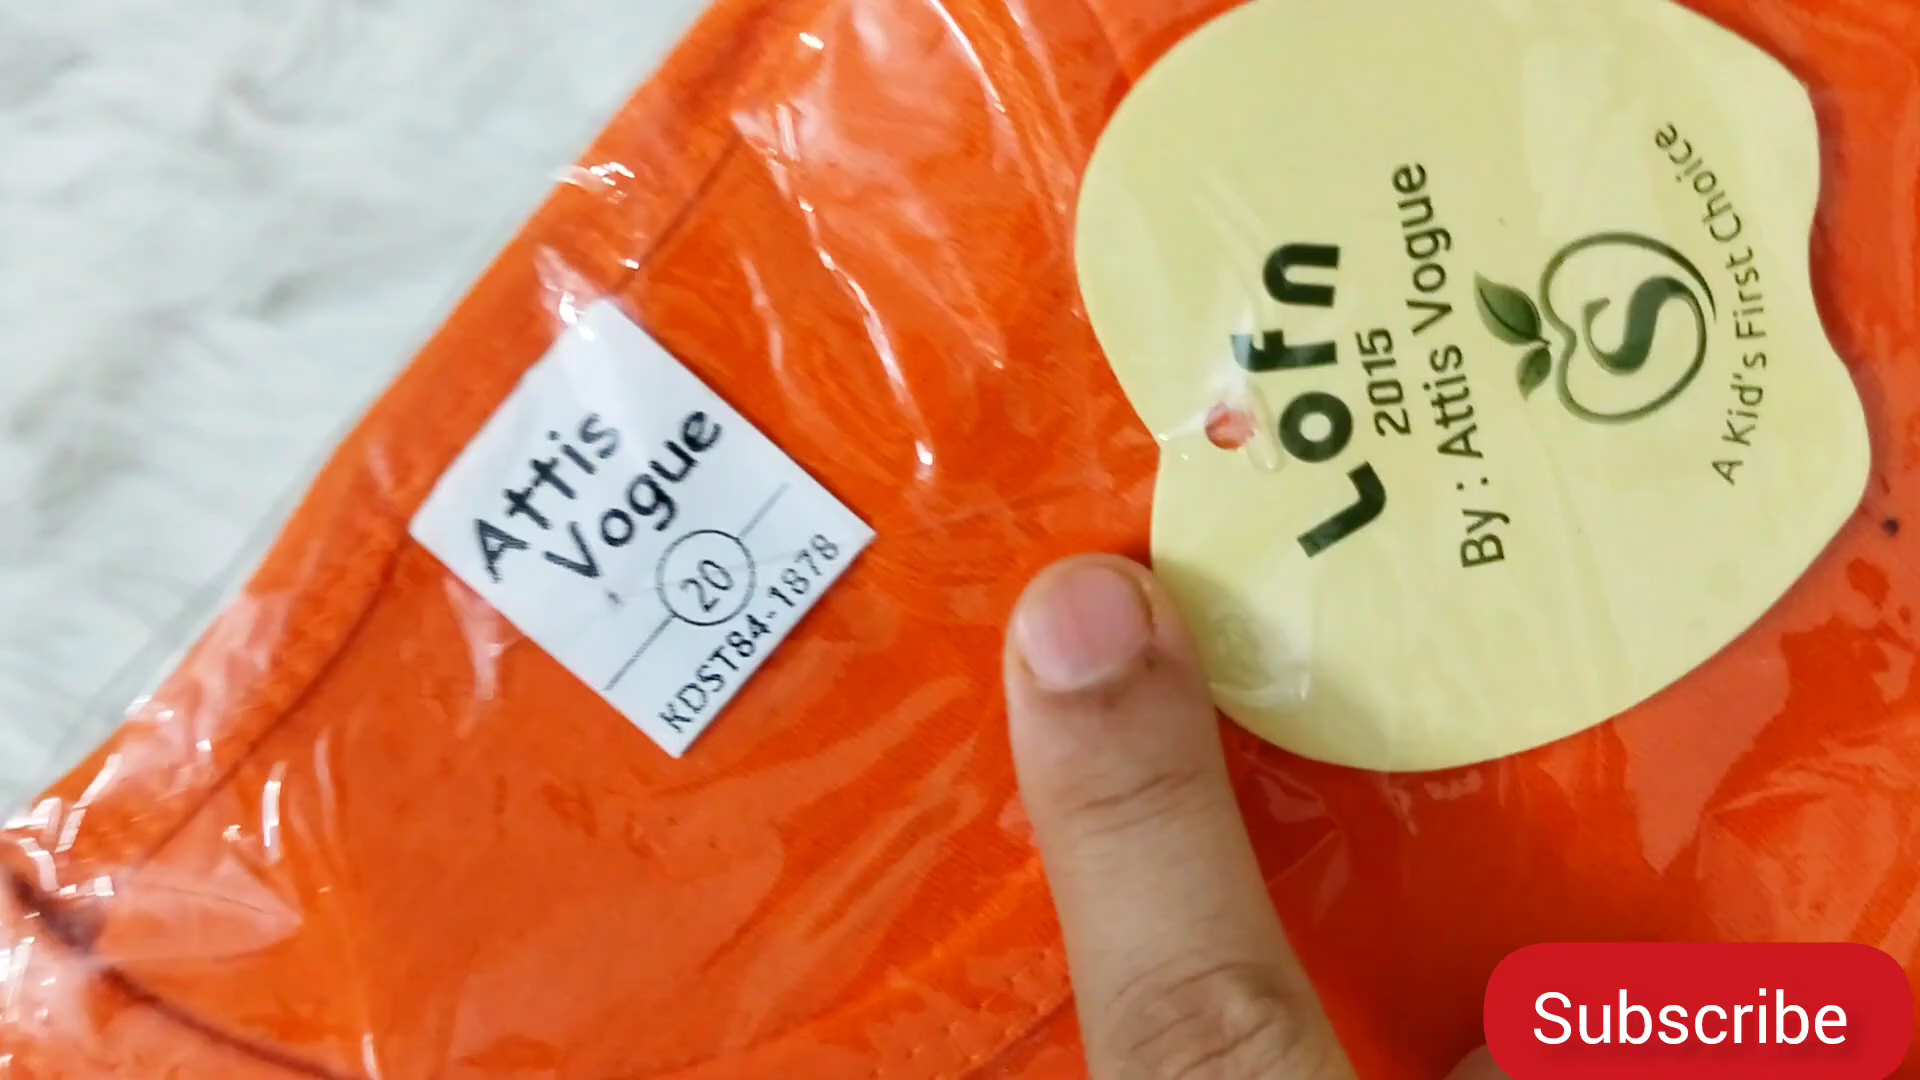 Attis
Vogue
20
KDST84-1878
Lofn
2015
By : Attis Vogue
S
A Kid's First Choice
Subscribe